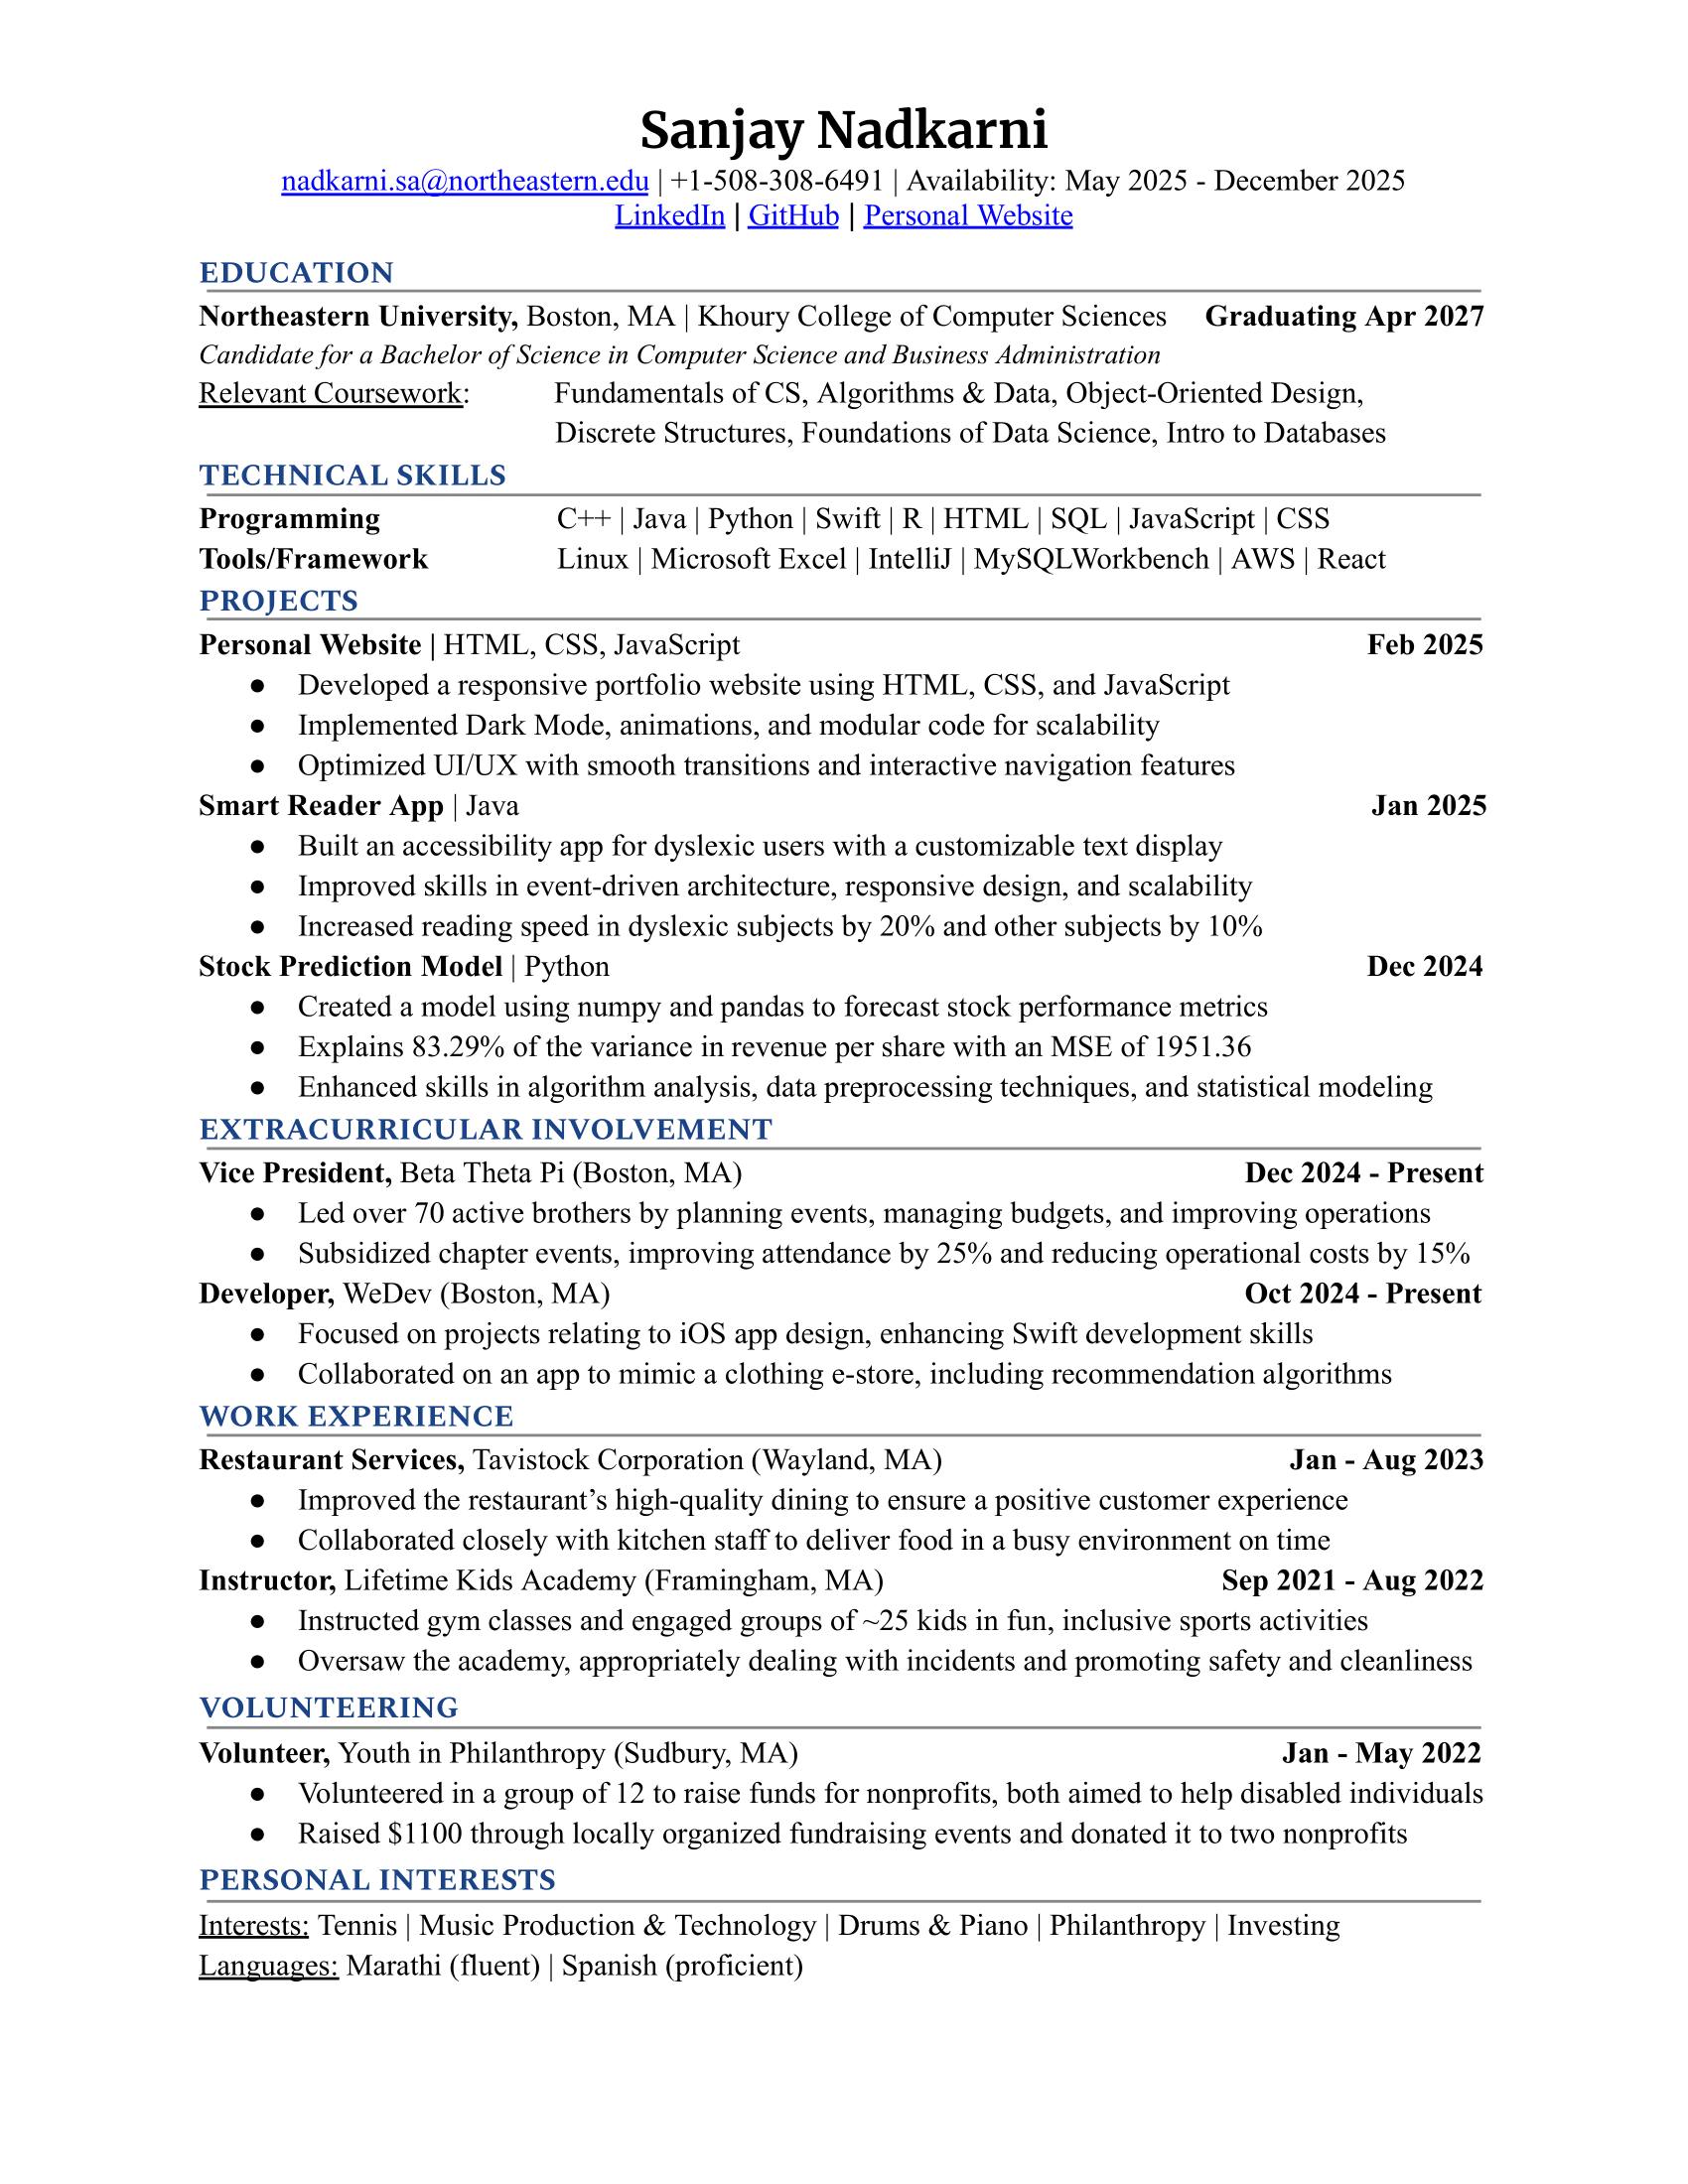 Sanjay Nadkarni
nadkarni.sa@northeastern.edu | +1-508-308-6491 | Availability: May 2025 - December 2025
LinkedIn | GitHub | Personal Website
EDUCATION
Northeastern University, Boston, MA | Khoury College of Computer Sciences Graduating Apr 2027
Candidate for a Bachelor of Science in Computer Science and Business Administration
Relevant Coursework: Fundamentals of CS, Algorithms & Data, Object-Oriented Design,
Discrete Structures, Foundations of Data Science, Intro to Databases
TECHNICAL SKILLS
Programming C++ | Java | Python | Swift | R | HTML | SQL | JavaScript | CSS
Tools/Framework Linux | Microsoft Excel | IntelliJ | MySQLWorkbench | AWS | React
PROJECTS
Personal Website | HTML, CSS, JavaScript Feb 2025
● Developed a responsive portfolio website using HTML, CSS, and JavaScript
● Implemented Dark Mode, animations, and modular code for scalability
● Optimized UI/UX with smooth transitions and interactive navigation features
Smart Reader App | Java Jan 2025
● Built an accessibility app for dyslexic users with a customizable text display
● Improved skills in event-driven architecture, responsive design, and scalability
● Increased reading speed in dyslexic subjects by 20% and other subjects by 10%
Stock Prediction Model | Python Dec 2024
● Created a model using numpy and pandas to forecast stock performance metrics
● Explains 83.29% of the variance in revenue per share with an MSE of 1951.36
● Enhanced skills in algorithm analysis, data preprocessing techniques, and statistical modeling
EXTRACURRICULAR INVOLVEMENT
Vice President, Beta Theta Pi (Boston, MA) Dec 2024 - Present
● Led over 70 active brothers by planning events, managing budgets, and improving operations
● Subsidized chapter events, improving attendance by 25% and reducing operational costs by 15%
Developer, WeDev (Boston, MA) Oct 2024 - Present
● Focused on projects relating to iOS app design, enhancing Swift development skills
● Collaborated on an app to mimic a clothing e-store, including recommendation algorithms
WORK EXPERIENCE
Restaurant Services, Tavistock Corporation (Wayland, MA) Jan - Aug 2023
● Improved the restaurant’s high-quality dining to ensure a positive customer experience
● Collaborated closely with kitchen staff to deliver food in a busy environment on time
Instructor, Lifetime Kids Academy (Framingham, MA) Sep 2021 - Aug 2022
● Instructed gym classes and engaged groups of ~25 kids in fun, inclusive sports activities
● Oversaw the academy, appropriately dealing with incidents and promoting safety and cleanliness
VOLUNTEERING
Volunteer, Youth in Philanthropy (Sudbury, MA) Jan - May 2022
● Volunteered in a group of 12 to raise funds for nonprofits, both aimed to help disabled individuals
● Raised $1100 through locally organized fundraising events and donated it to two nonprofits
PERSONAL INTERESTS
Interests: Tennis | Music Production & Technology | Drums & Piano | Philanthropy | Investing
Languages: Marathi (fluent) | Spanish (proficient)